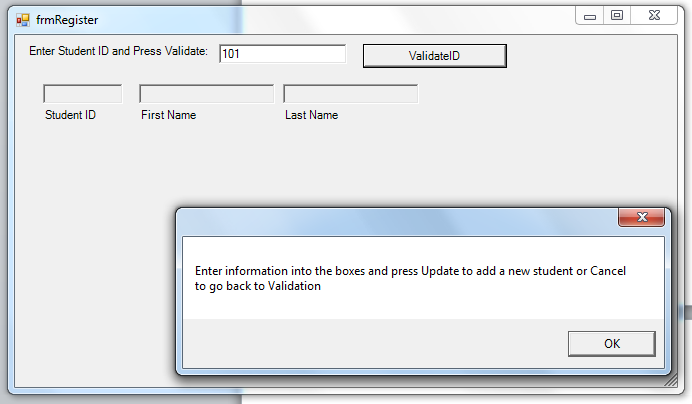 frmRegister
Enter Student ID and Press Validate: 101 ValidateID
Student ID First Name Last Name
Enter information into the boxes and press Update to add a new student or Cancel
to go back to Validation
OK